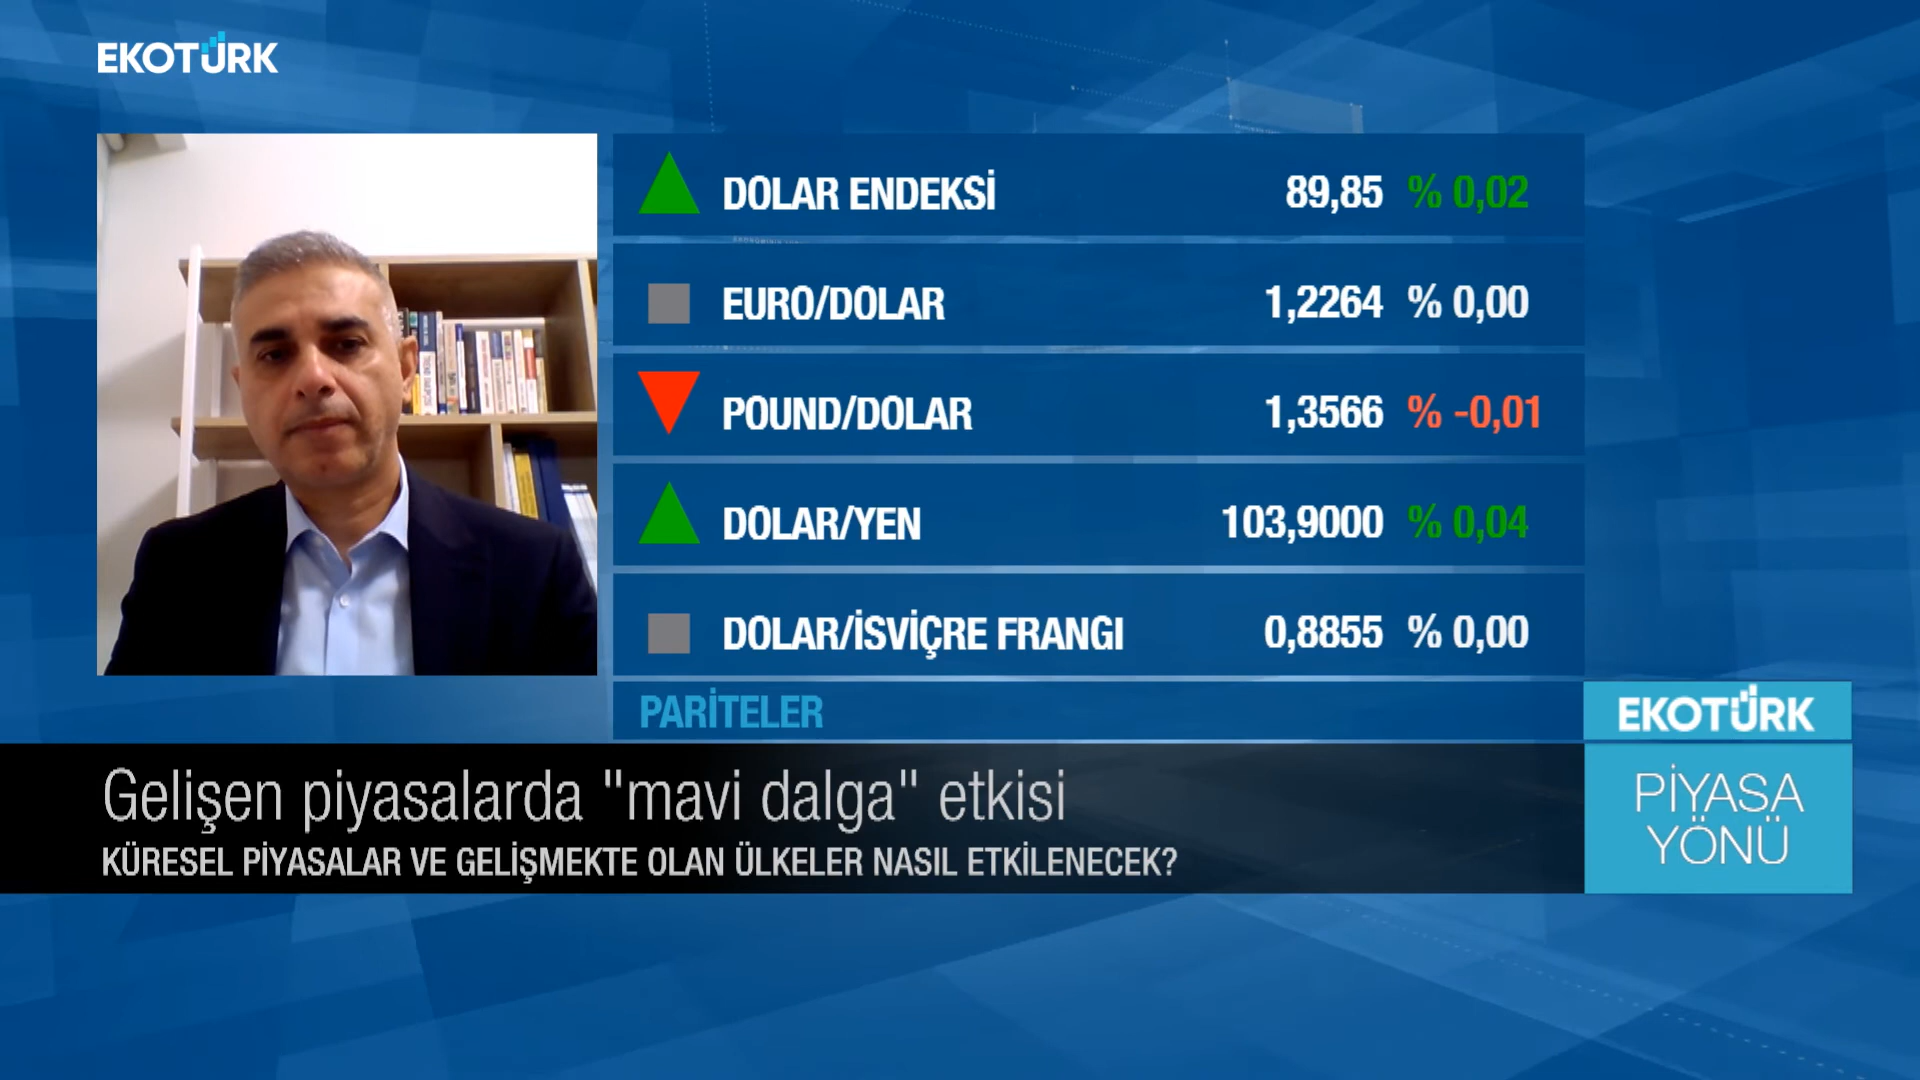 EKOTÜRK
DOLAR ENDEKSİ 89,85 % 0,02
EURO/DOLAR 1,2264 % 0,00
POUND/DOLAR 1,3566 % -0,01
DOLAR/YEN 103,9000 % 0,04
DOLAR/İSVİÇRE FRANGI 0,8855 % 0,00
PARİTELER
EKOTÜRK
Gelişen piyasalarda "mavi dalga" etkisi
KÜRESEL PİYASALAR VE GELİŞMEKTE OLAN ÜLKELER NASIL ETKİLENECEK?
PİYASA
YÖNÜ